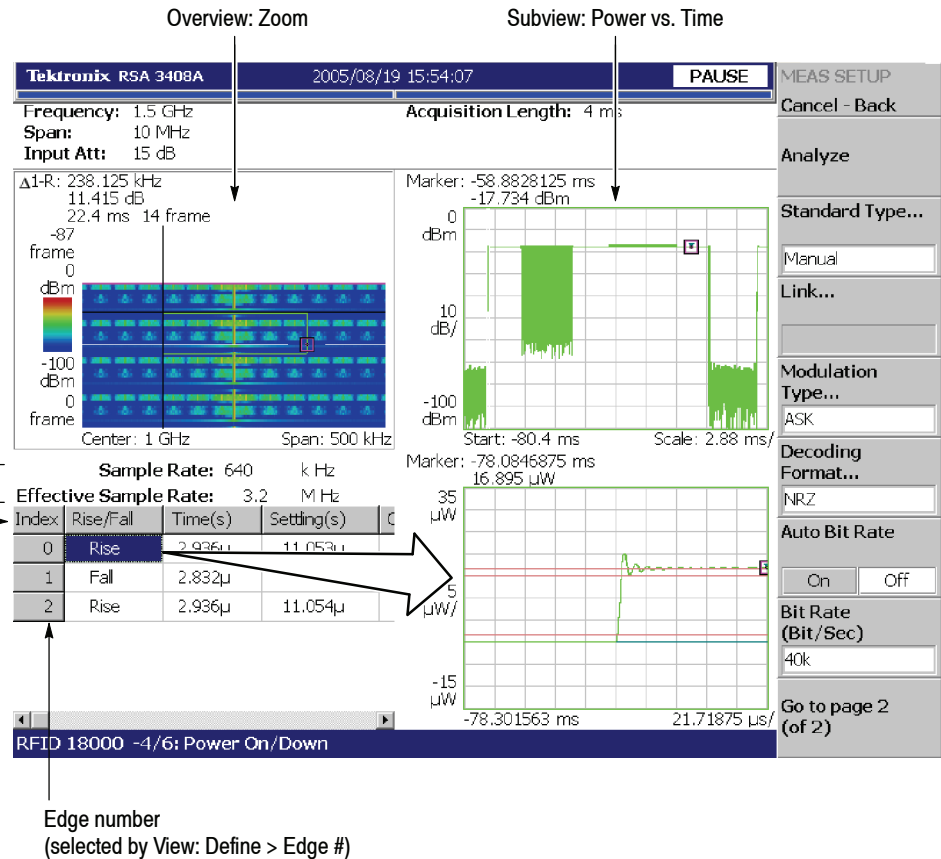 Overview: Zoom
Subview: Power vs. Time
Tektronix RSA 3408A
2005/08/19 15:54:07
PAUSE
MEAS SETUP
Cancel - Back
Frequency: 1.5 GHz
Span: 10 MHz
Input Att: 15 dB
Acquisition Length: 4 ms
Analyze
Δ1-R: 238.125 kHz
11.415 dB
22.4 ms 14 frame
-87
frame
0
dBm
-100
dBm
0
frame
Center: 1 GHz
Span: 500 kHz
Marker: -58.8828125 ms
-17.734 dBm
0
dBm
10
dB/
-100
dBm
Start: -80.4 ms
Scale: 2.88 ms/
Standard Type...
Manual
Link...
Modulation
Type...
ASK
Decoding
Format...
NRZ
Auto Bit Rate
On Off
Bit Rate
(Bit/Sec)
40k
Go to page 2
(of 2)
Sample Rate: 640 k Hz
Effective Sample Rate: 3.2 M Hz
Index Rise/Fall Time(s) Settling(s)
0 Rise 2.936μ 11.053μ
1 Fall 2.832μ
2 Rise 2.936μ 11.054μ
Marker: -78.0846875 ms
16.895 μW
35
μW
5
μW/
-15
μW
-78.301563 ms
21.71875 μs/
RFID 18000 -4/6: Power On/Down
Edge number
(selected by View: Define > Edge #)